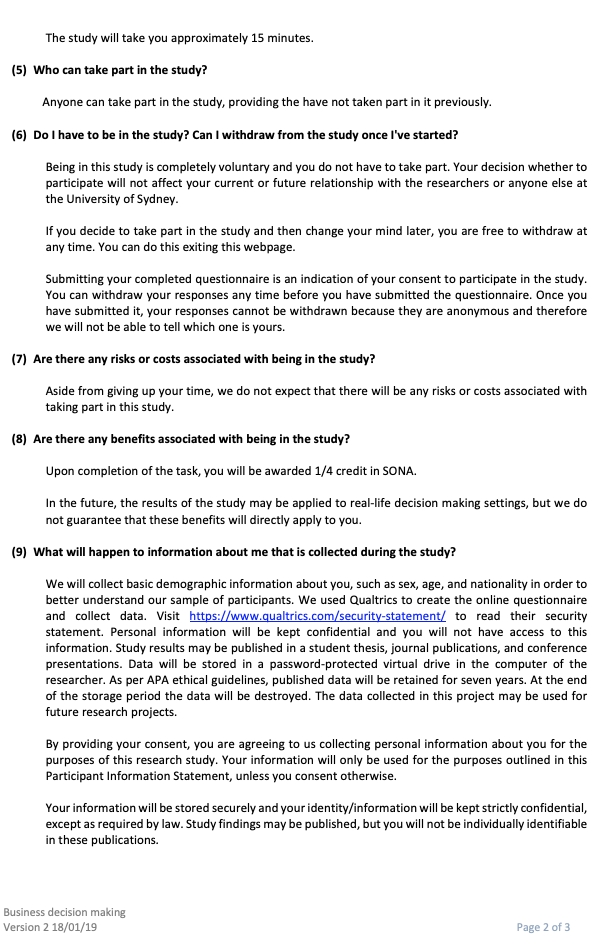 The study will take you approximately 15 minutes.
(5) Who can take part in the study?
Anyone can take part in the study, providing the have not taken part in it previously.
(6) Do I have to be in the study? Can I withdraw from the study once I've started?
Being in this study is completely voluntary and you do not have to take part. Your decision whether to
participate will not affect your current or future relationship with the researchers or anyone else at
the University of Sydney.
If you decide to take part in the study and then change your mind later, you are free to withdraw at
any time. You can do this exiting this webpage.
Submitting your completed questionnaire is an indication of your consent to participate in the study.
You can withdraw your responses any time before you have submitted the questionnaire. Once you
have submitted it, your responses cannot be withdrawn because they are anonymous and therefore
we will not be able to tell which one is yours.
(7) Are there any risks or costs associated with being in the study?
Aside from giving up your time, we do not expect that there will be any risks or costs associated with
taking part in this study.
(8) Are there any benefits associated with being in the study?
Upon completion of the task, you will be awarded 1/4 credit in SONA.
In the future, the results of the study may be applied to real-life decision making settings, but we do
not guarantee that these benefits will directly apply to you.
(9) What will happen to information about me that is collected during the study?
We will collect basic demographic information about you, such as sex, age, and nationality in order to
better understand our sample of participants. We used Qualtrics to create the online questionnaire
and collect data. Visit https://www.qualtrics.com/security-statement/ to read their security
statement. Personal information will be kept confidential and you will not have access to this
information. Study results may be published in a student thesis, journal publications, and conference
presentations. Data will be stored in a password-protected virtual drive in the computer of the
researcher. As per APA ethical guidelines, published data will be retained for seven years. At the end
of the storage period the data will be destroyed. The data collected in this project may be used for
future research projects.
By providing your consent, you are agreeing to us collecting personal information about you for the
purposes of this research study. Your information will only be used for the purposes outlined in this
Participant Information Statement, unless you consent otherwise.
Your information will be stored securely and your identity/information will be kept strictly confidential,
except as required by law. Study findings may be published, but you will not be individually identifiable
in these publications.
Business decision making
Version 2 18/01/19
Page 2 of 3